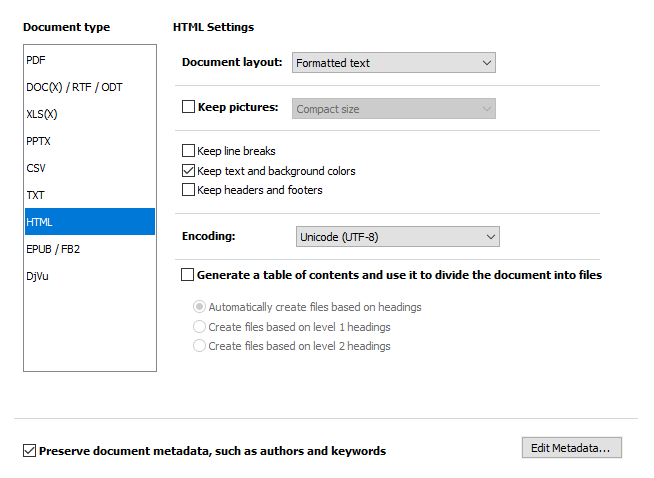 Document type
PDF
DOC(X) / RTF / ODT
XLS(X)
PPTX
CSV
TXT
HTML
EPUB / FB2
DjVu
HTML Settings
Document layout: Formatted text
Keep pictures: Compact size
Keep line breaks
Keep text and background colors
Keep headers and footers
Encoding: Unicode (UTF-8)
Generate a table of contents and use it to divide the document into files
Automatically create files based on headings
Create files based on level 1 headings
Create files based on level 2 headings
Preserve document metadata, such as authors and keywords
Edit Metadata...